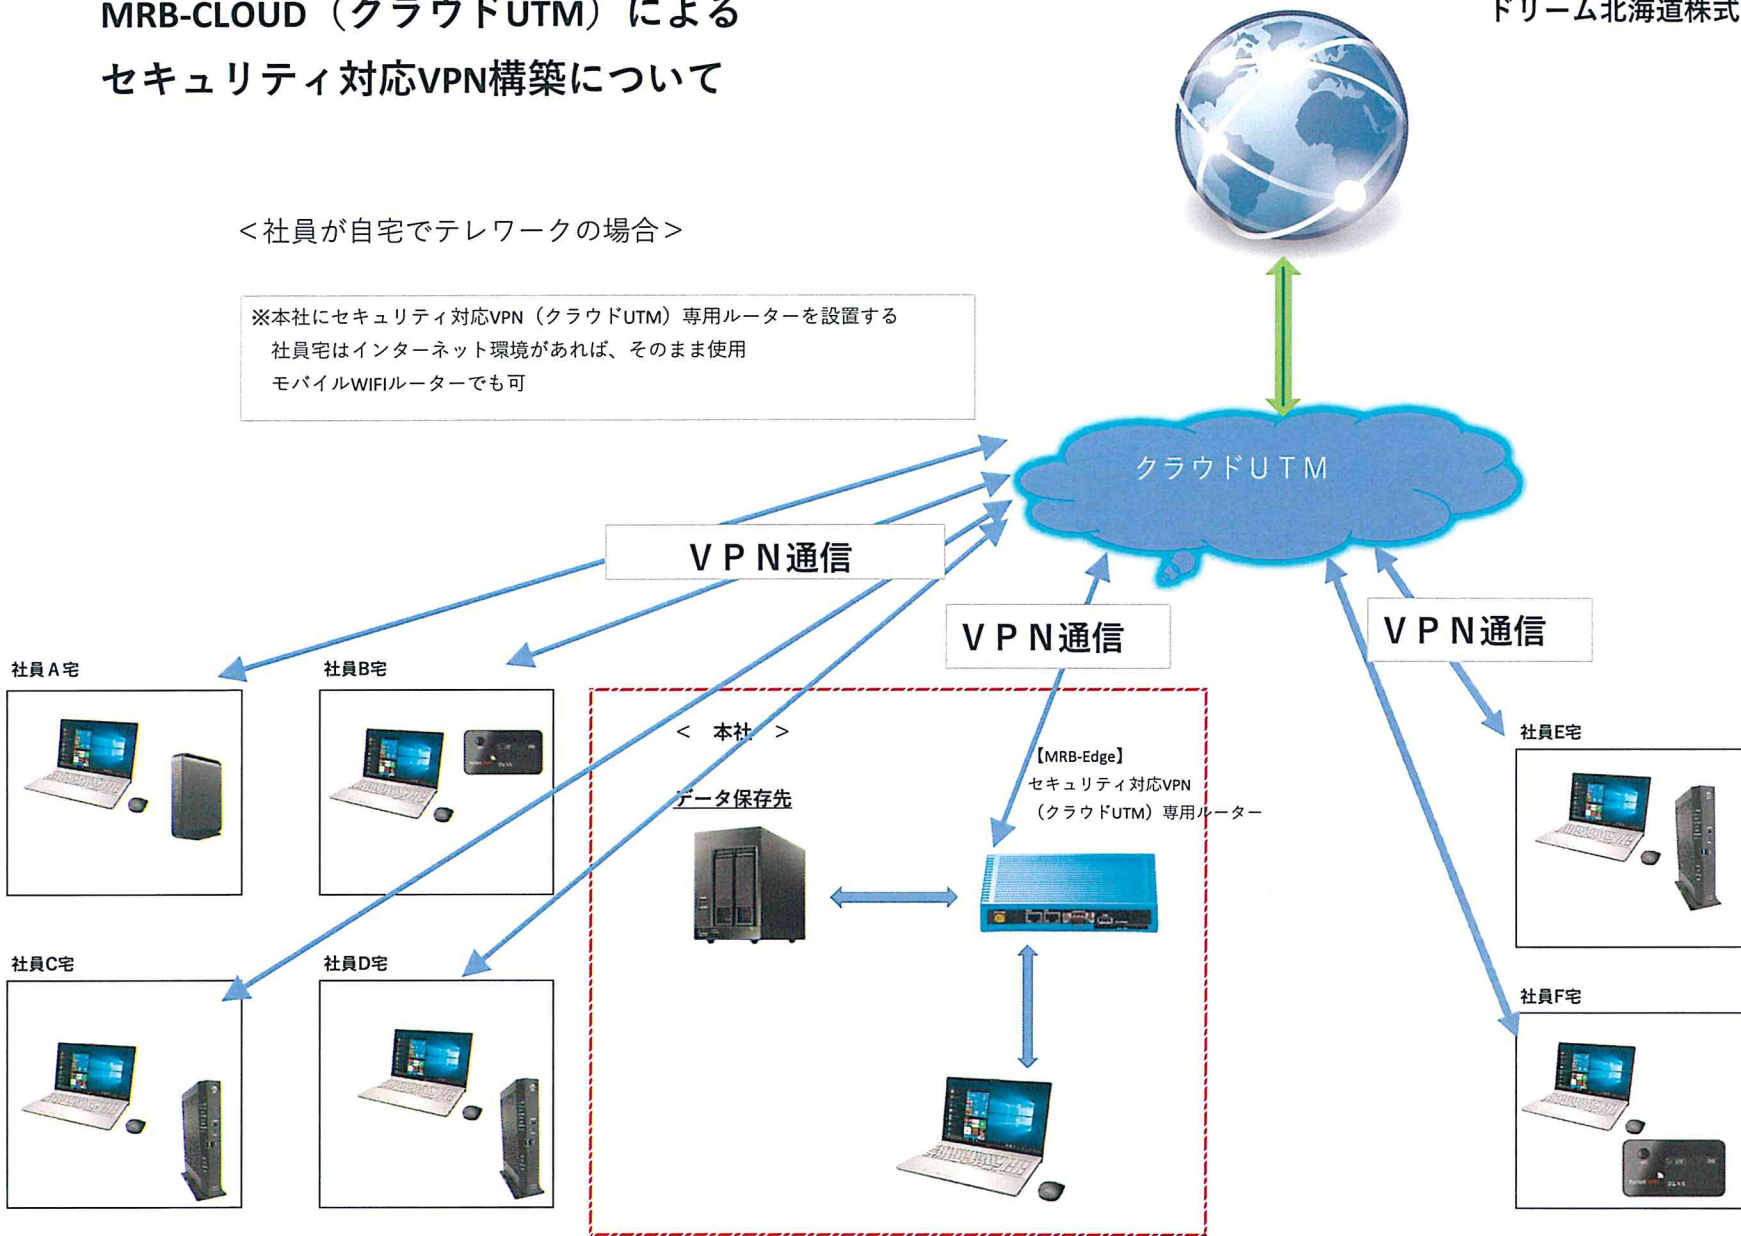 MRB-CLOUD（クラウドUTM）による
セキュリティ対応VPN構築について
ドリーム北海道株式
＜社員が自宅でテレワークの場合＞
※本社にセキュリティ対応VPN（クラウドUTM）専用ルーターを設置する
社員宅はインターネット環境があれば、そのまま使用
モバイルWIFIルーターでも可
クラウドＵＴＭ
ＶＰＮ通信
ＶＰＮ通信
ＶＰＮ通信
社員Ａ宅
社員B宅
＜ 本社 ＞
データ保存先
【MRB-Edge】
セキュリティ対応VPN
（クラウドUTM）専用ルーター
社員E宅
社員C宅
社員D宅
社員F宅